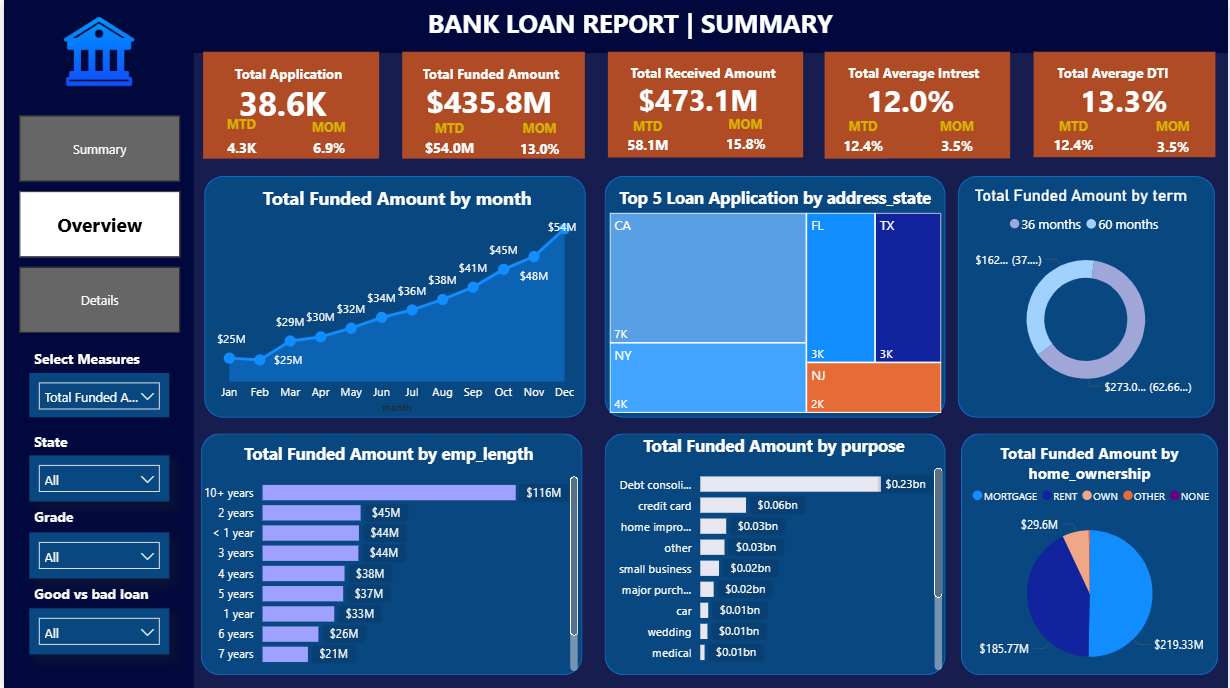 BANK LOAN REPORT | SUMMARY
Total Application
38.6K
MTD MOM
4.3K 6.9%
Total Funded Amount
$435.8M
MTD MOM
$54.0M 13.0%
Total Received Amount
$473.1M
MTD MOM
58.1M 15.8%
Total Average Intrest
12.0%
MTD MOM
12.4% 3.5%
Total Average DTI
13.3%
MTD MOM
12.4% 3.5%
Summary
Overview
Details
Select Measures
Total Funded A...
State
All
Grade
All
Good vs bad loan
All
Total Funded Amount by month
$25M
$25M
$29M
$30M
$32M
$34M
$36M
$38M
$41M
$45M
$48M
$54M
Jan Feb Mar Apr May Jun Jul Aug Sep Oct Nov Dec
month
Top 5 Loan Application by address_state
CA
7K
NY
4K
FL
3K
TX
3K
NJ
2K
Total Funded Amount by term
36 months 60 months
$162... (37....)
$273.0... (62.66...)
Total Funded Amount by emp_length
10+ years $116M
2 years $45M
< 1 year $44M
3 years $44M
4 years $38M
5 years $37M
1 year $33M
6 years $26M
7 years $21M
Total Funded Amount by purpose
Debt consoli... $0.23bn
credit card $0.06bn
home impro... $0.03bn
other $0.03bn
small business $0.02bn
major purch... $0.02bn
car $0.01bn
wedding $0.01bn
medical $0.01bn
Total Funded Amount by
home_ownership
MORTGAGE RENT OWN OTHER NONE
$29.6M
$185.77M
$219.33M